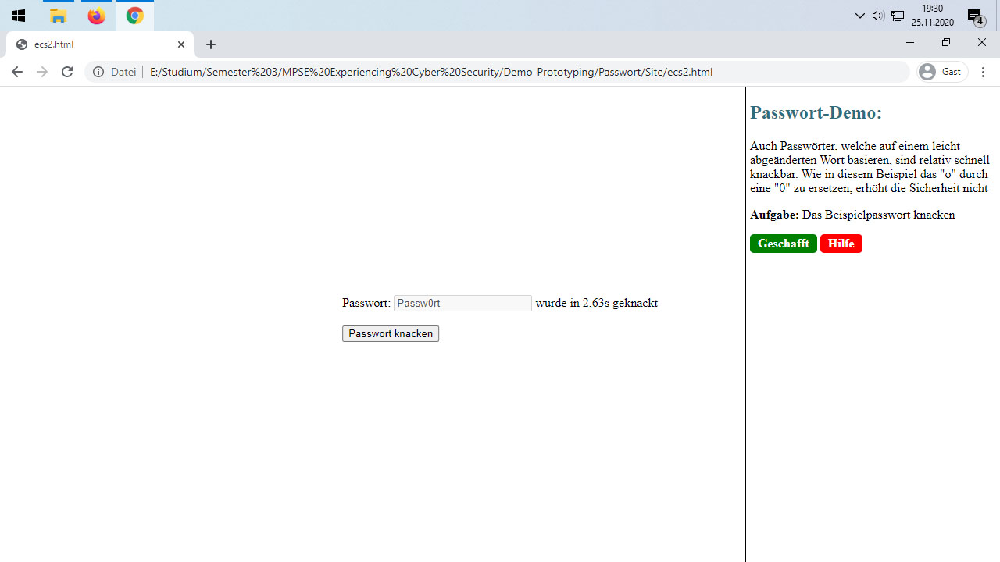 19:30
25.11.2020
4
ecs2.html
Datei
E:/Studium/Semester%203/MPSE%20Experiencing%20Cyber%20Security/Demo-Prototyping/Passwort/Site/ecs2.html
Gast
Passwort: Passw0rt wurde in 2,63s geknackt
Passwort knacken
Passwort-Demo:
Auch Passwörter, welche auf einem leicht
abgeänderten Wort basieren, sind relativ schnell
knackbar. Wie in diesem Beispiel das "o" durch
eine "0" zu ersetzen, erhöht die Sicherheit nicht
Aufgabe: Das Beispielpasswort knacken
Geschafft Hilfe